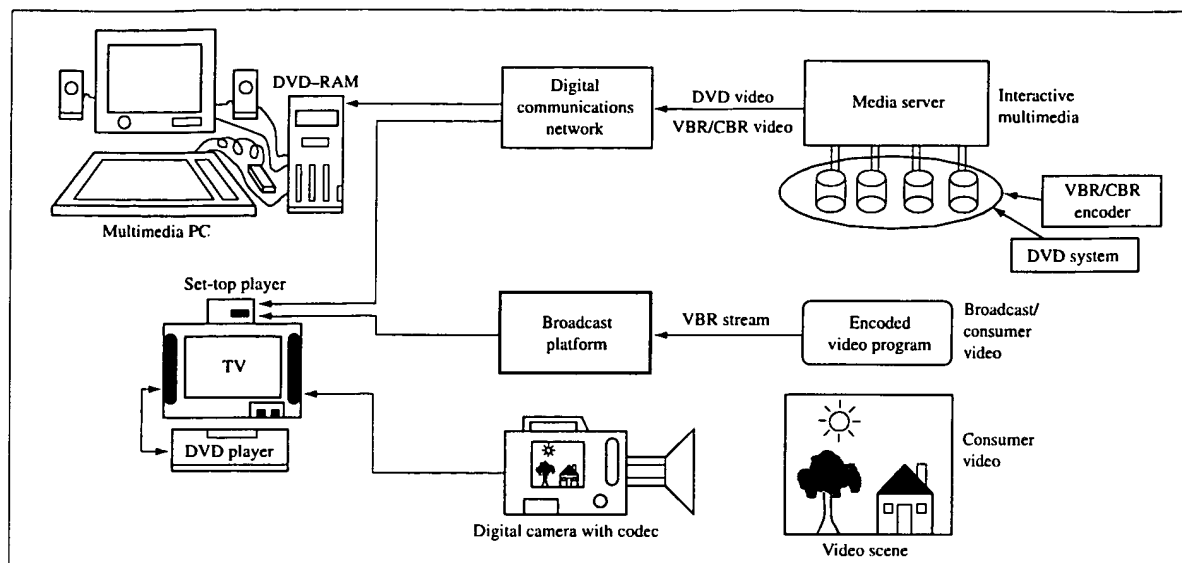 DVD–RAM
Multimedia PC
Digital
communications
network
DVD video
VBR/CBR video
Media server
Interactive
multimedia
VBR/CBR
encoder
DVD system
Set-top player
TV
DVD player
Broadcast
platform
VBR stream
Encoded
video program
Broadcast/
consumer
video
Digital camera with codec
Consumer
video
Video scene